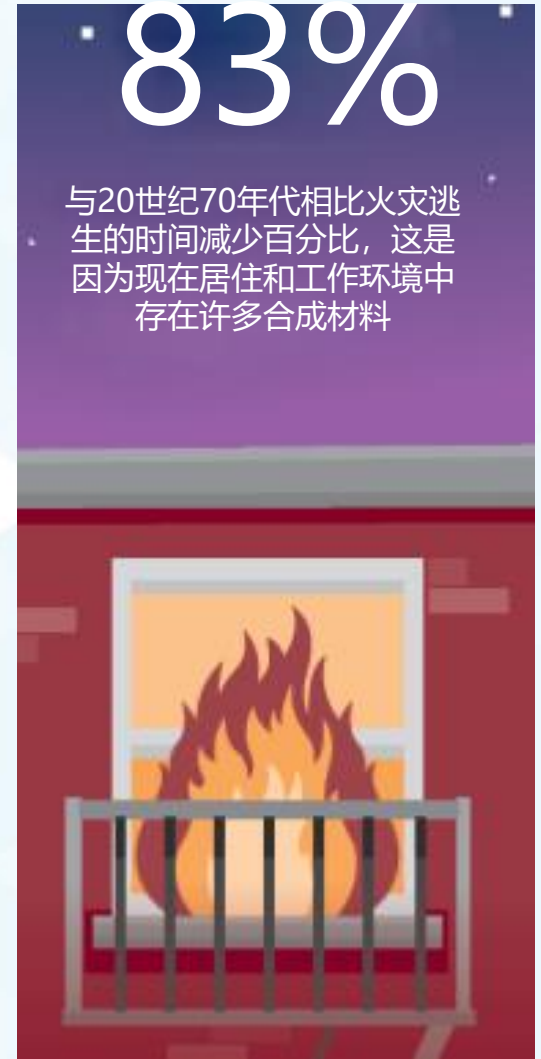 83%
与20世纪70年代相比火灾逃
生的时间减少百分比，这是
因为现在居住和工作环境中
存在许多合成材料